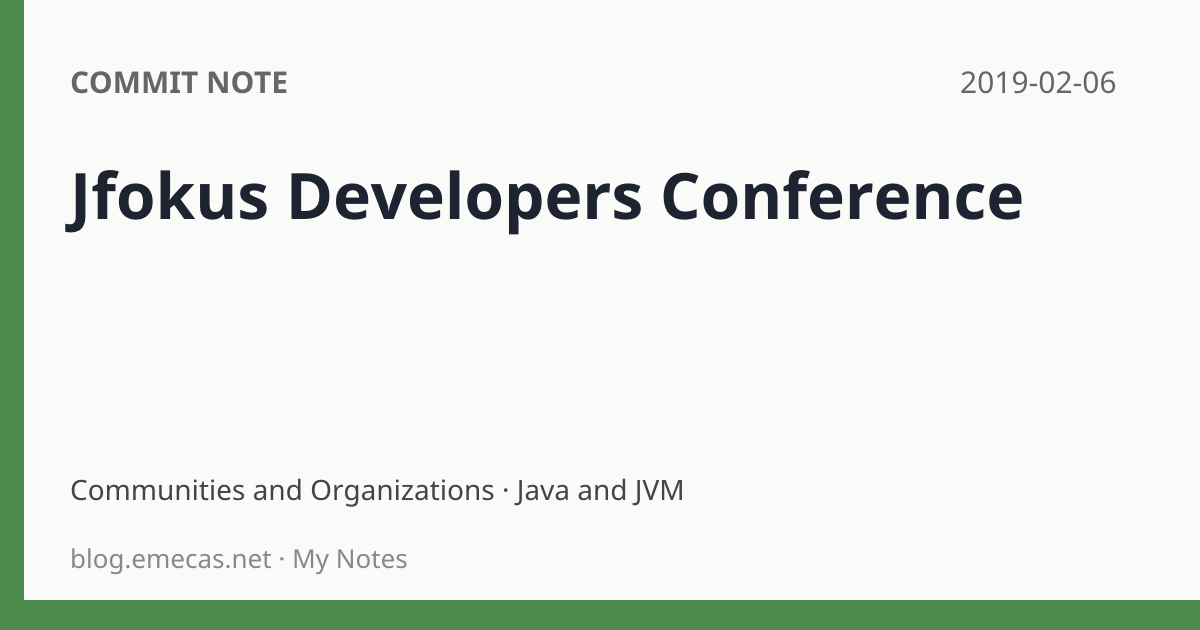 COMMIT NOTE
2019-02-06
Jfokus Developers Conference
Communities and Organizations · Java and JVM
blog.emecas.net · My Notes